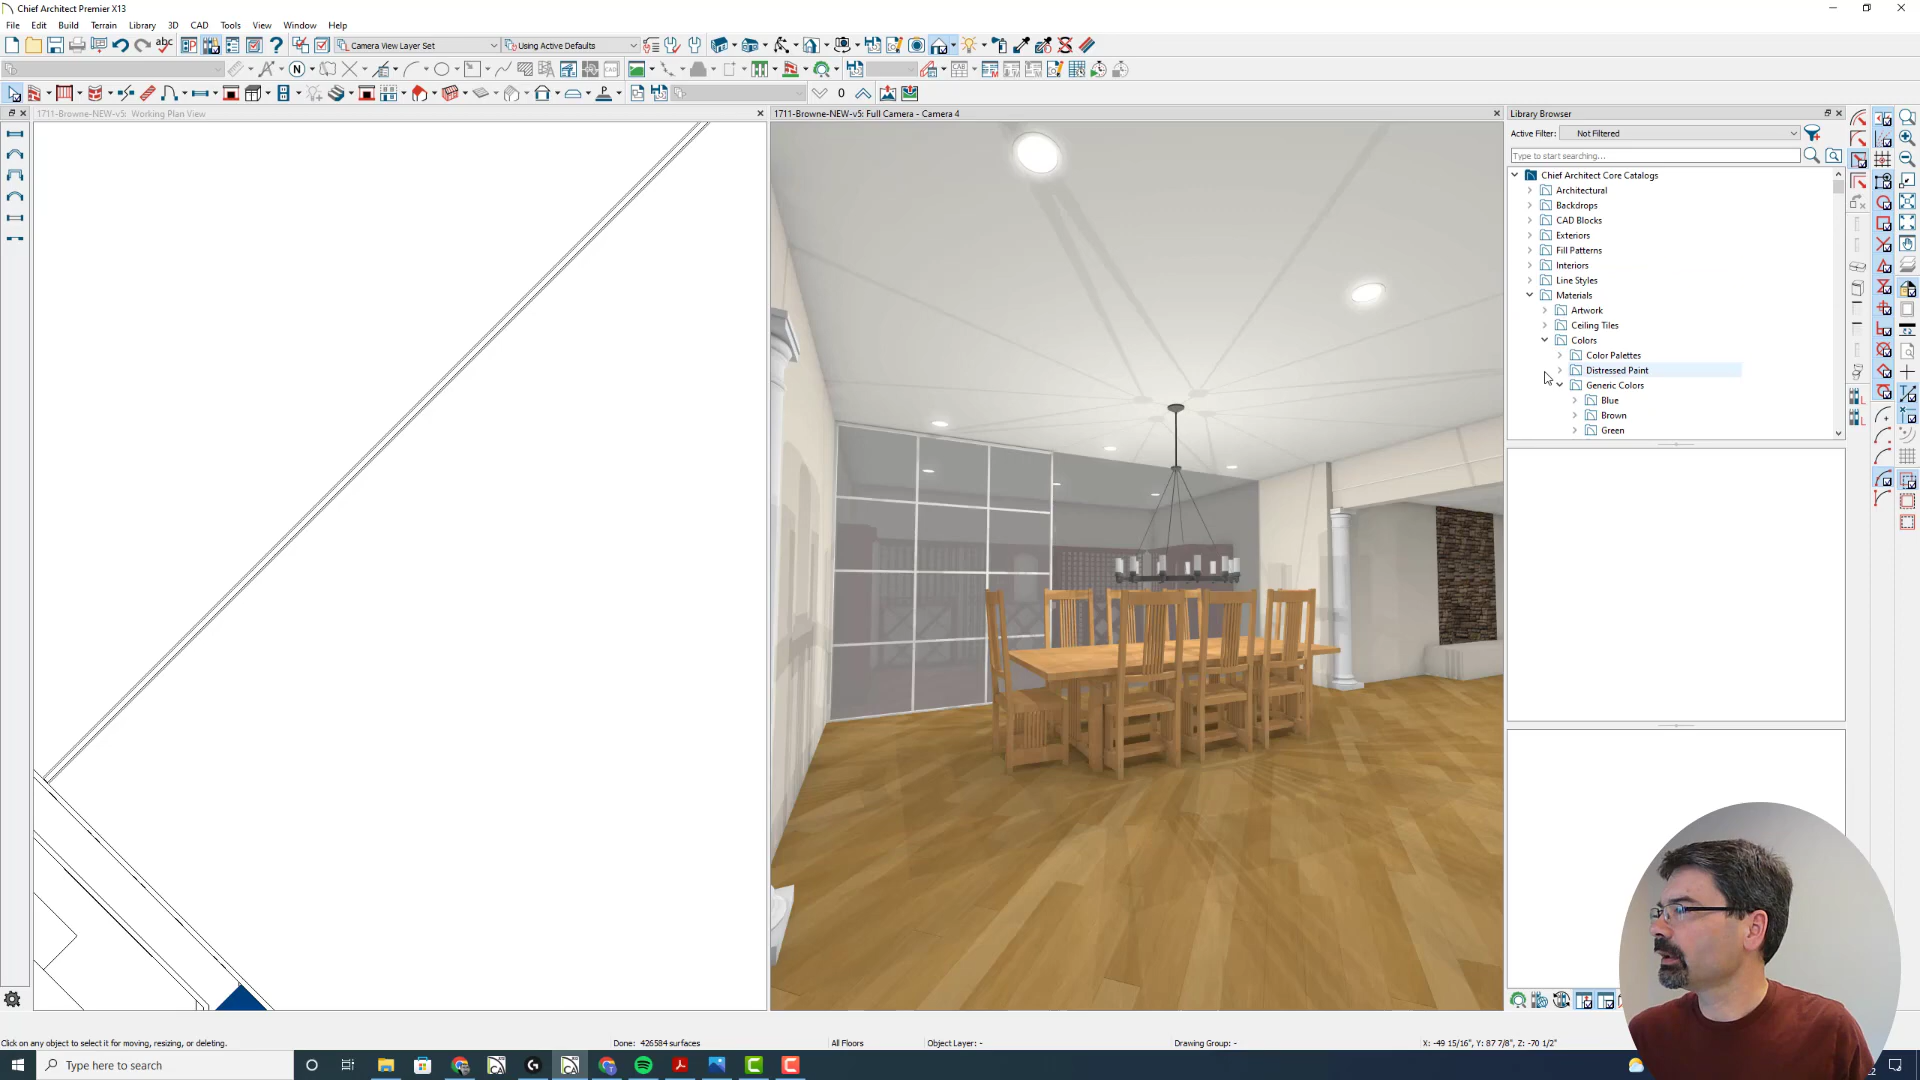 Chief Architect Premier X13
File Edit Build Terrain Library 3D CAD Tools View Window Help
Camera View Layer Set
Using Active Defaults
0
1711-Browne-NEW-v5: Working Plan View
1711-Browne-NEW-v5: Full Camera - Camera 4
Library Browser
Active Filter: Not Filtered
Type to start searching...
Chief Architect Core Catalogs
Architectural
Backdrops
CAD Blocks
Exteriors
Fill Patterns
Interiors
Line Styles
Materials
Artwork
Ceiling Tiles
Colors
Color Palettes
Distressed Paint
Generic Colors
Blue
Brown
Green
Click on any object to select it for moving, resizing, or deleting.
Done: 426584 surfaces
All Floors
Object Layer: -
Drawing Group: -
X: -49 15/16", Y: 87 7/8", Z: -70 1/2"
Type here to search